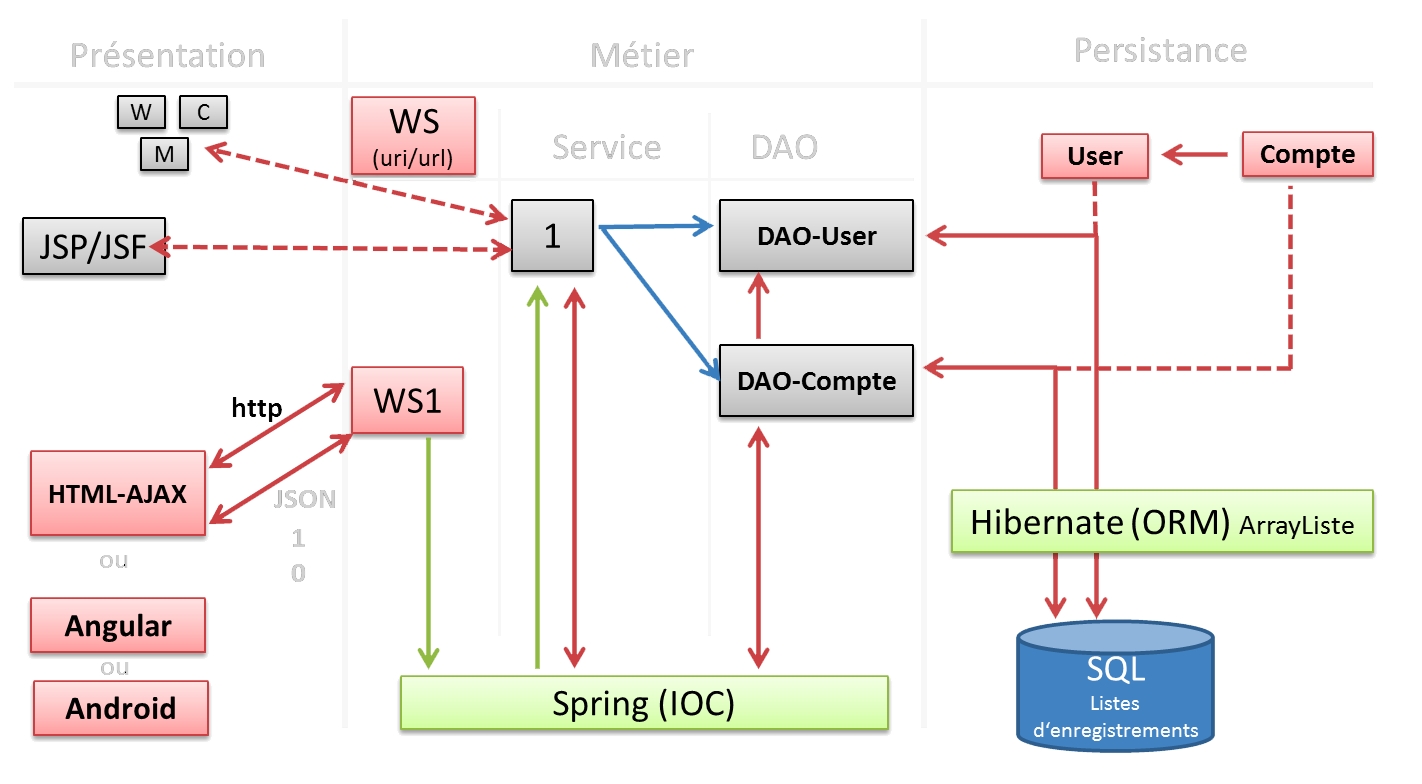 Présentation
Métier
Persistance
W
C
M
WS
(uri/url)
Service
DAO
User
Compte
JSP/JSF
1
DAO-User
DAO-Compte
http
WS1
HTML-AJAX
JSON
1
0
ou
Angular
ou
Android
Hibernate (ORM) ArrayListe
Spring (IOC)
SQL
Listes
d‘enregistrements